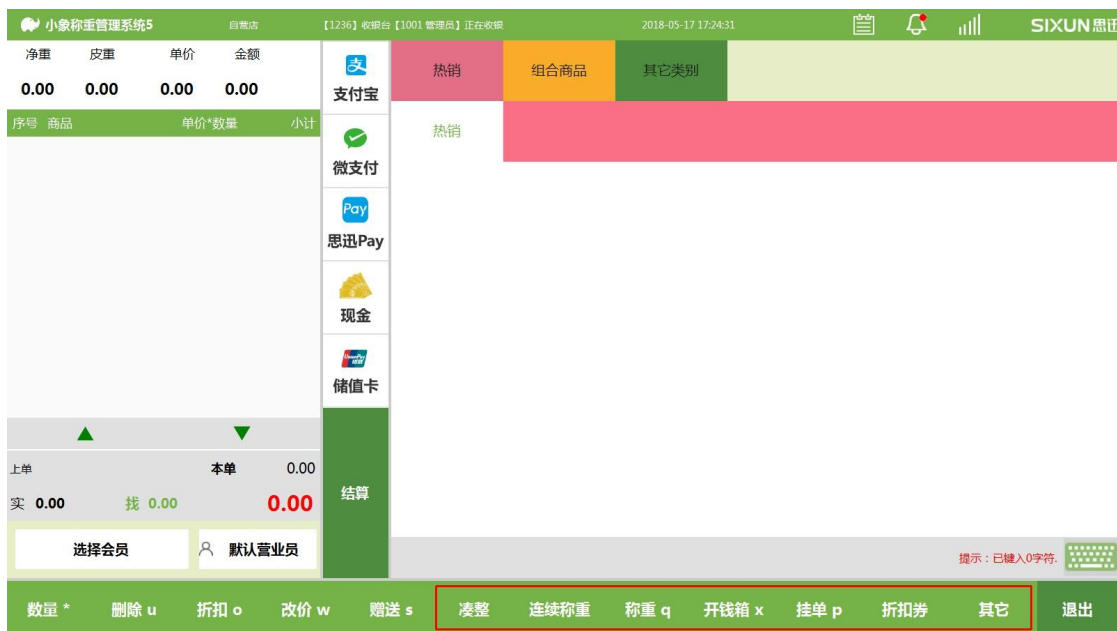 小象称重管理系统5 自营店 【1236】收银台【1001 管理员】正在收银 2018-05-17 17:24:31 SIXUN思迅
净重 皮重 单价 金额
0.00 0.00 0.00 0.00
序号 商品 单价*数量 小计
支付宝
微支付
Pay
思迅Pay
现金
UnionPay
银联
储值卡
结算
热销 组合商品 其它类别
热销
上单 本单 0.00
实 0.00 找 0.00 0.00
选择会员 默认营业员
提示：已键入0字符.
数量 * 删除 u 折扣 o 改价 w 赠送 s 凑整 连续称重 称重 q 开钱箱 x 挂单 p 折扣券 其它 退出